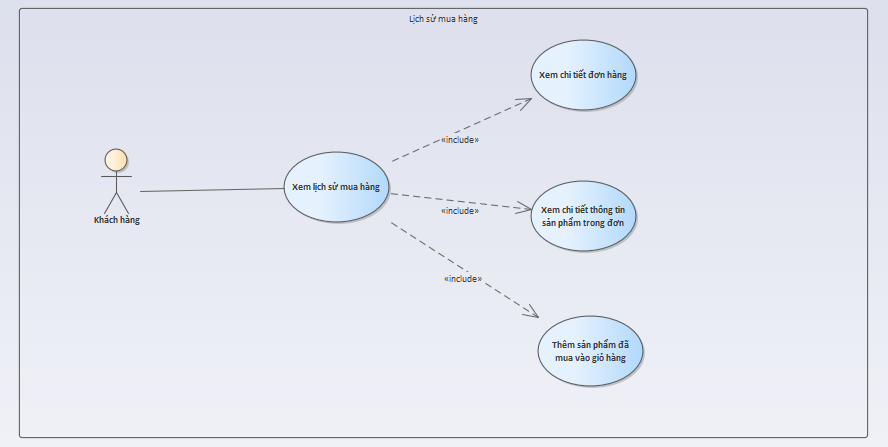 Lịch sử mua hàng
Xem chi tiết đơn hàng
«include»
Xem lịch sử mua hàng
Xem chi tiết thông tin
sản phẩm trong đơn
«include»
Khách hàng
«include»
Thêm sản phẩm đã
mua vào giỏ hàng